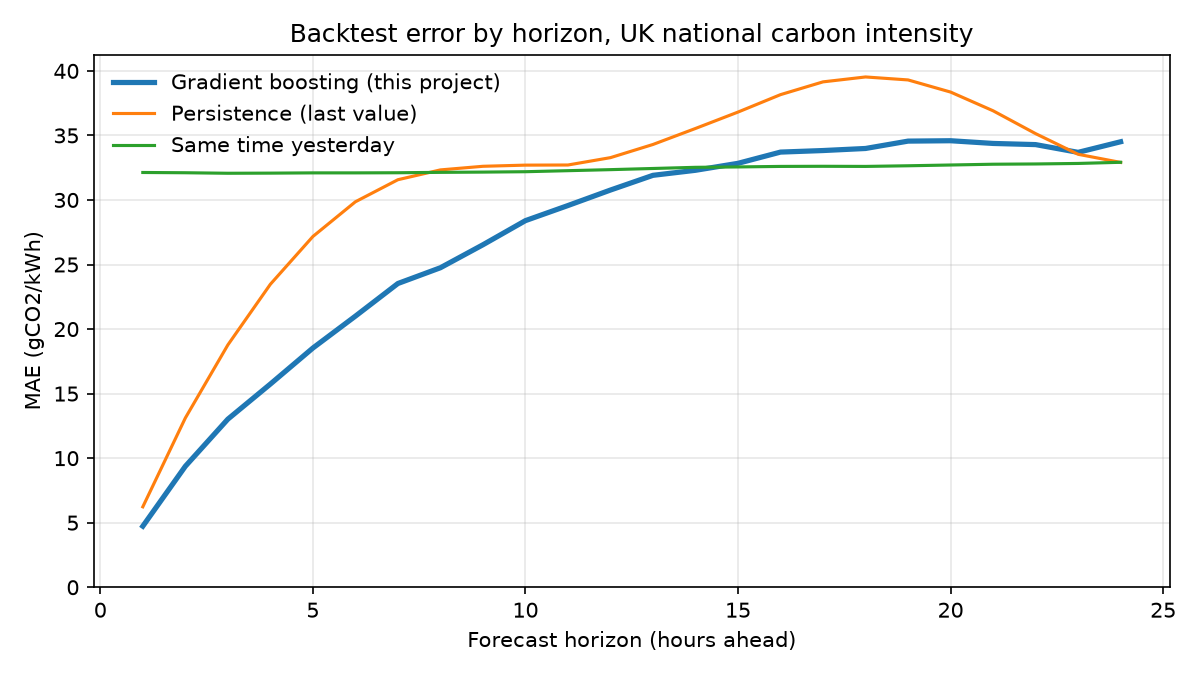 Backtest error by horizon, UK national carbon intensity
40
35
30
25
20
15
10
5
0
MAE (gCO2/kWh)
Gradient boosting (this project)
Persistence (last value)
Same time yesterday
0 5 10 15 20 25
Forecast horizon (hours ahead)